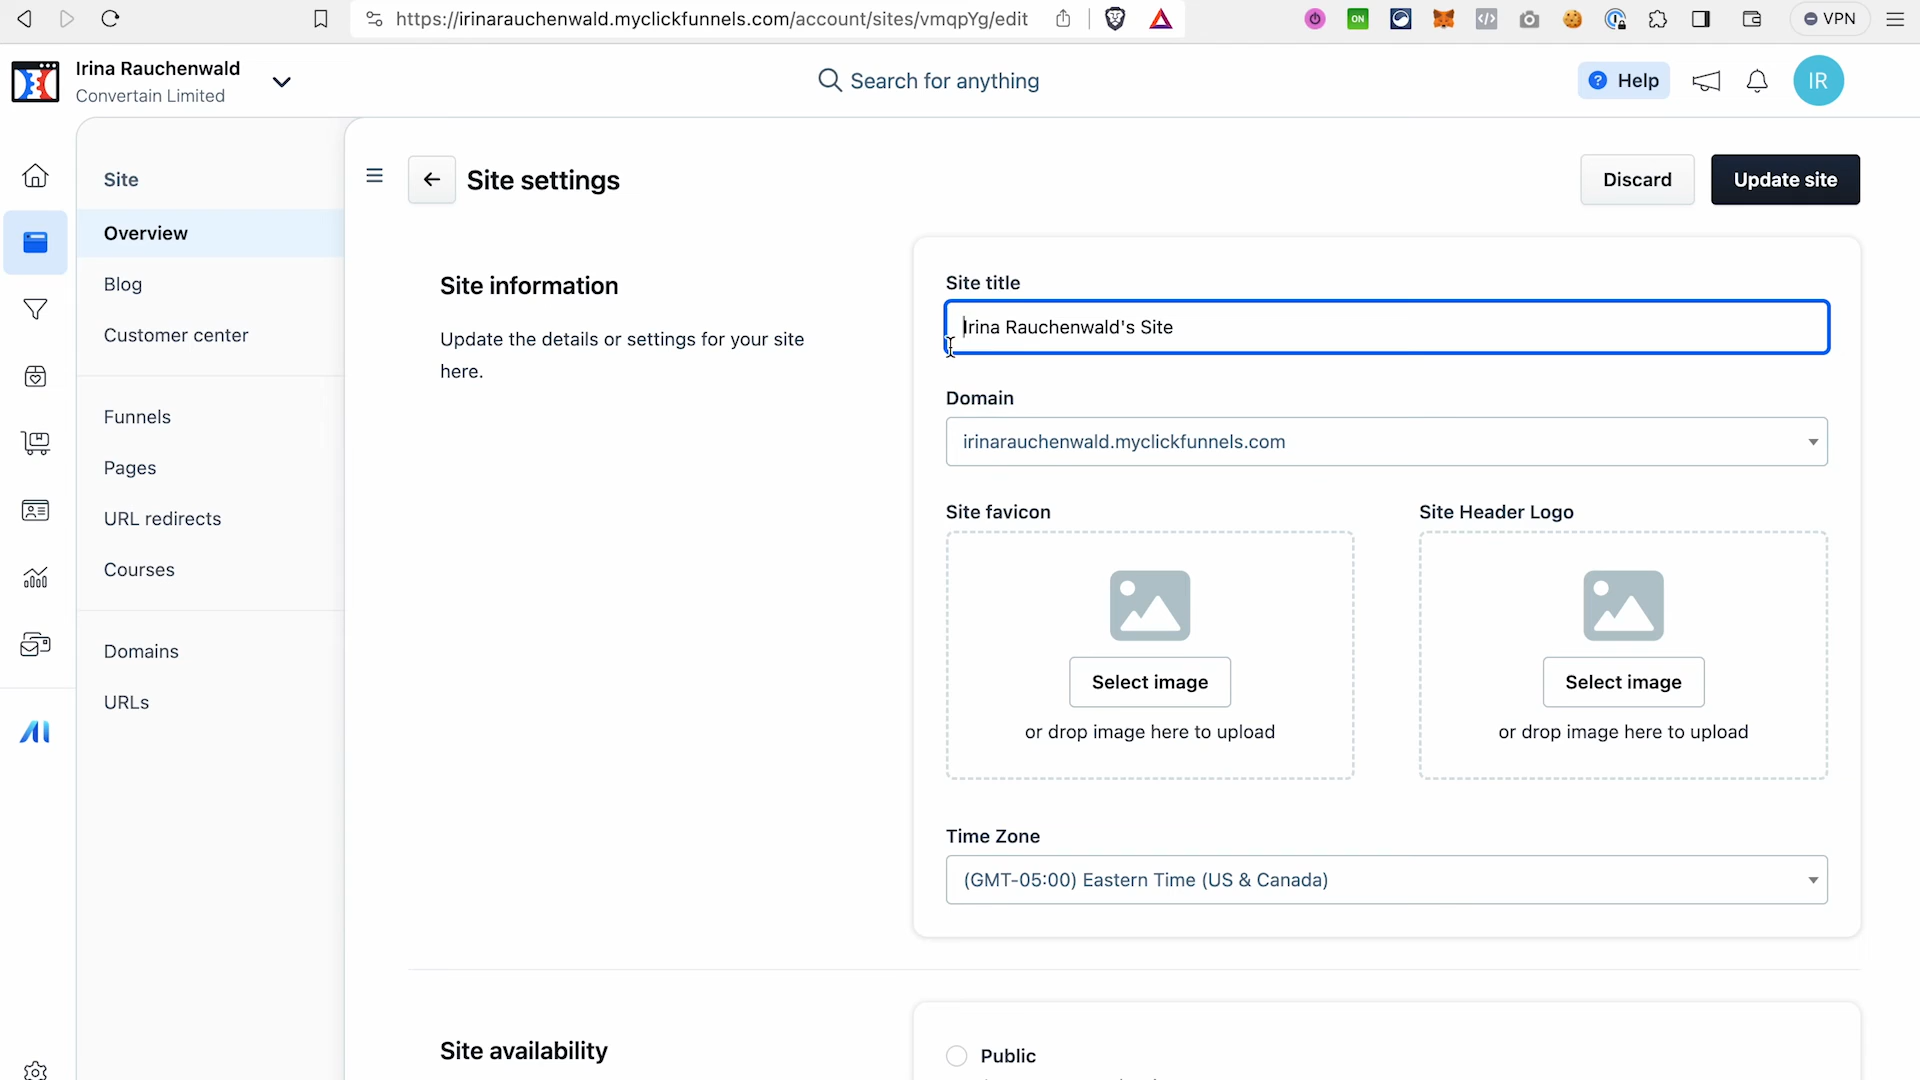 https://irinarauchenwald.myclickfunnels.com/account/sites/vmqpYg/edit
ON
VPN
Irina Rauchenwald
Convertain Limited
Search for anything
? Help
IR
Site
Overview
Blog
Customer center
Funnels
Pages
URL redirects
Courses
Domains
URLs
AI
Site settings
Discard
Update site
Site information
Update the details or settings for your site
here.
Site title
Irina Rauchenwald's Site
Domain
irinarauchenwald.myclickfunnels.com
Site favicon
Site Header Logo
Select image
or drop image here to upload
Select image
or drop image here to upload
Time Zone
(GMT-05:00) Eastern Time (US & Canada)
Site availability
Public